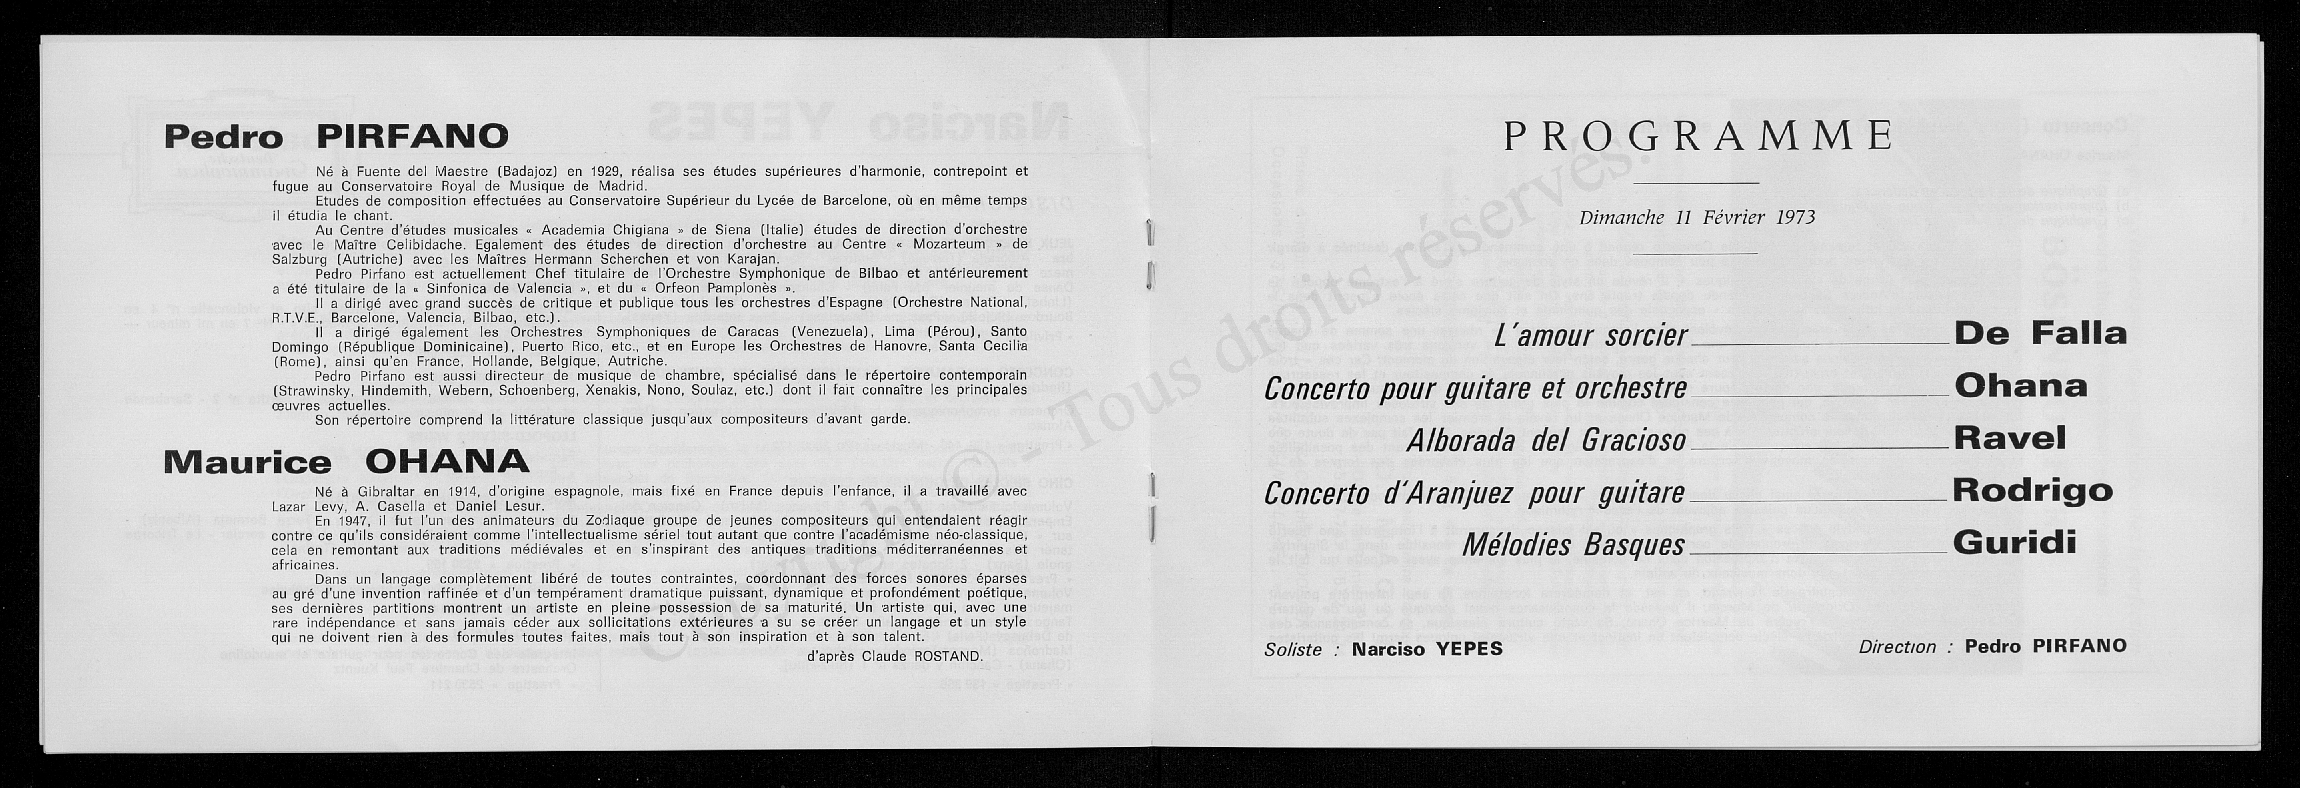 Pedro PIRFANO
Né à Fuente del Maestre (Badajoz) en 1929, réalisa ses études supérieures d'harmonie, contrepoint et
fugue au Conservatoire Royal de Musique de Madrid.
Etudes de composition effectuées au Conservatoire Supérieur du Lycée de Barcelone, où en même temps
il étudia le chant.
Au Centre d'études musicales « Academia Chigiana » de Siena (Italie) études de direction d'orchestre
avec le Maître Celibidache. Egalement des études de direction d'orchestre au Centre « Mozarteum » de
Salzburg (Autriche) avec les Maîtres Hermann Scherchen et von Karajan.
Pedro Pirfano est actuellement Chef titulaire de l'Orchestre Symphonique de Bilbao et antérieurement
a été titulaire de la « Sinfonica de Valencia », et du « Orfeon Pamplonès ».
Il a dirigé avec grand succès de critique et publique tous les orchestres d'Espagne (Orchestre National,
R.T.V.E., Barcelone, Valencia, Bilbao, etc.).
Il a dirigé également les Orchestres Symphoniques de Caracas (Venezuela), Lima (Pérou), Santo
Domingo (République Dominicaine), Puerto Rico, etc., et en Europe les Orchestres de Hanovre, Santa Cecilia
(Rome), ainsi qu'en France, Hollande, Belgique, Autriche.
Pedro Pirfano est aussi directeur de musique de chambre, spécialisé dans le répertoire contemporain
(Strawinsky, Hindemith, Webern, Schoenberg, Xenakis, Nono, Soulaz, etc.) dont il fait connaître les principales
œuvres actuelles.
Son répertoire comprend la littérature classique jusqu'aux compositeurs d'avant garde.
Maurice OHANA
Né à Gibraltar en 1914, d'origine espagnole, mais fixé en France depuis l'enfance, il a travaillé avec
Lazar Levy, A. Casella et Daniel Lesur.
En 1947, il fut l'un des animateurs du Zodiaque groupe de jeunes compositeurs qui entendaient réagir
contre ce qu'ils considéraient comme l'intellectualisme sériel tout autant que contre l'académisme néo-classique,
cela en remontant aux traditions médiévales et en s'inspirant des antiques traditions méditerranéennes et
africaines.
Dans un langage complètement libéré de toutes contraintes, coordonnant des forces sonores éparses
au gré d'une invention raffinée et d'un tempérament dramatique puissant, dynamique et profondément poétique,
ses dernières partitions montrent un artiste en pleine possession de sa maturité. Un artiste qui, avec une
rare indépendance et sans jamais céder aux sollicitations extérieures a su se créer un langage et un style
qui ne doivent rien à des formules toutes faites, mais tout à son inspiration et à son talent.
d'après Claude ROSTAND.
PROGRAMME
Dimanche 11 Février 1973
L'amour sorcier De Falla
Concerto pour guitare et orchestre Ohana
Alborada del Gracioso Ravel
Concerto d'Aranjuez pour guitare Rodrigo
Mélodies Basques Guridi
Soliste : Narciso YEPES Direction : Pedro PIRFANO
Copyright © - Tous droits réservés.